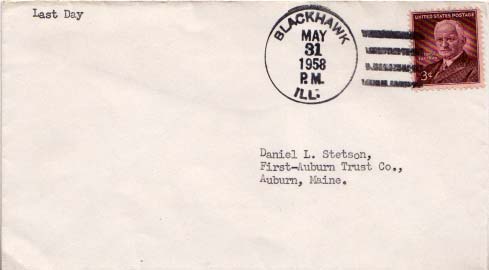 Last Day
BLACKHAWK
MAY
31
1958
P.M.
ILL.
UNITED STATES POSTAGE
3¢
Daniel L. Stetson,
First-Auburn Trust Co.,
Auburn, Maine.